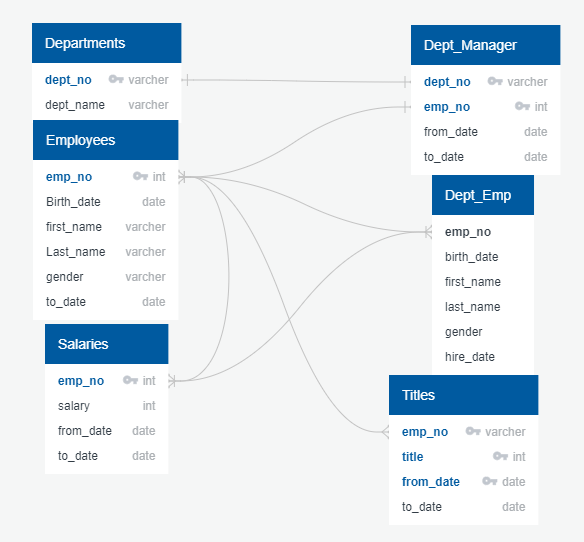 Departments
dept_no varcher
dept_name varcher
Employees
emp_no int
Birth_date date
first_name varcher
Last_name varcher
gender varcher
to_date date
Salaries
emp_no int
salary int
from_date date
to_date date
Dept_Manager
dept_no varcher
emp_no int
from_date date
to_date date
Dept_Emp
emp_no
birth_date
first_name
last_name
gender
hire_date
Titles
emp_no varcher
title int
from_date date
to_date date